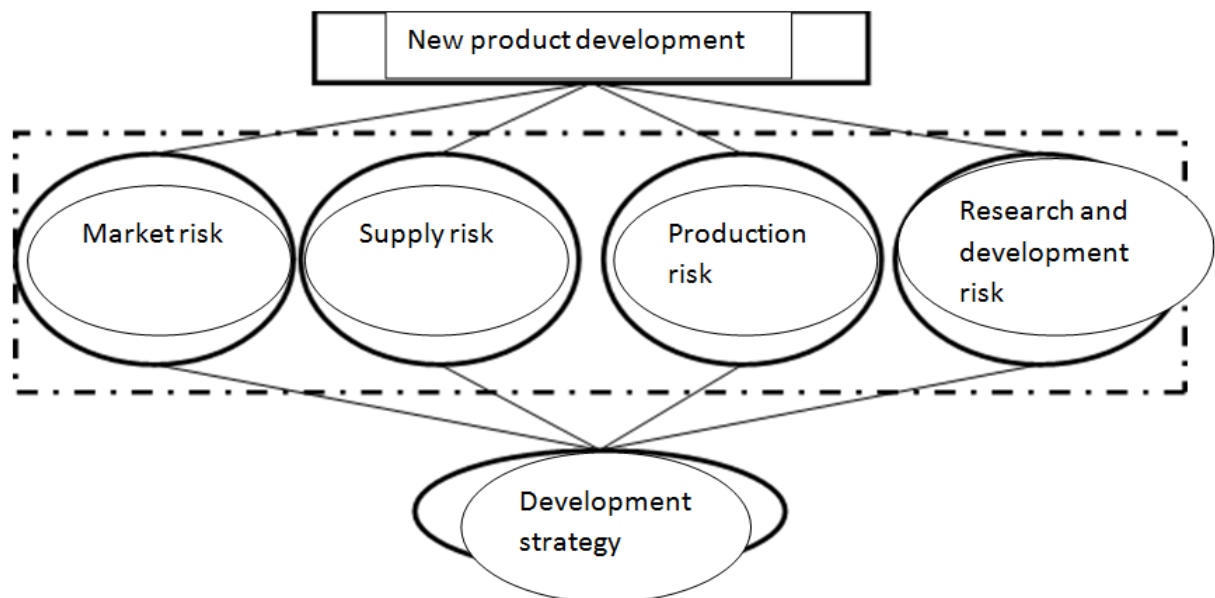 New product development
Market risk
Supply risk
Production
risk
Research and
development
risk
Development
strategy